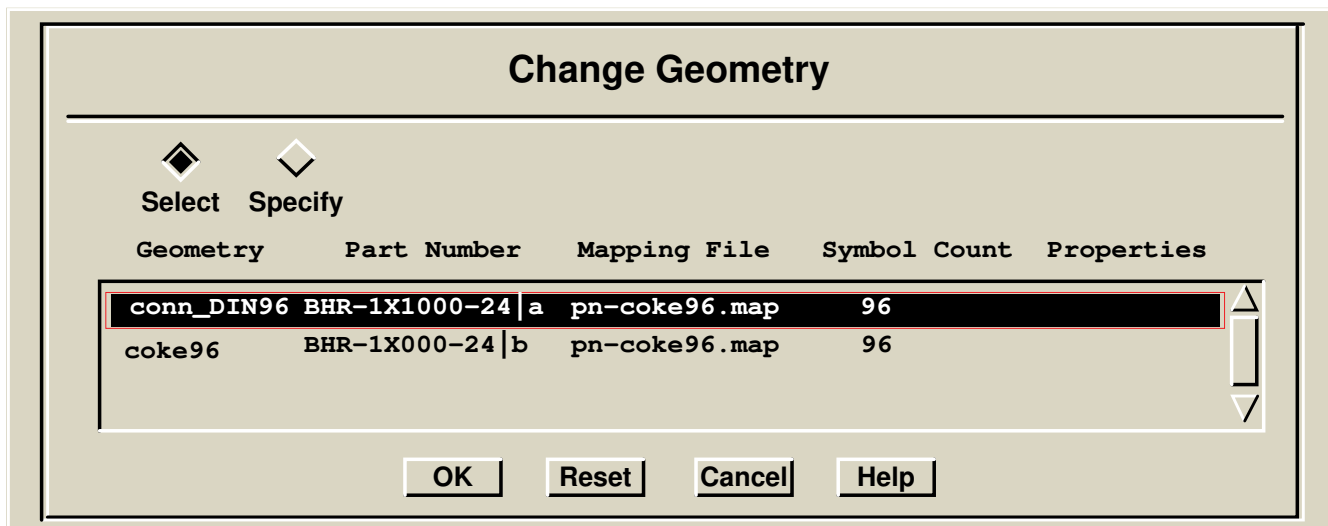 Change Geometry
Select Specify
Geometry Part Number Mapping File Symbol Count Properties
conn_DIN96 BHR-1X1000-24|a pn-coke96.map 96
coke96 BHR-1X000-24|b pn-coke96.map 96
OK Reset Cancel Help